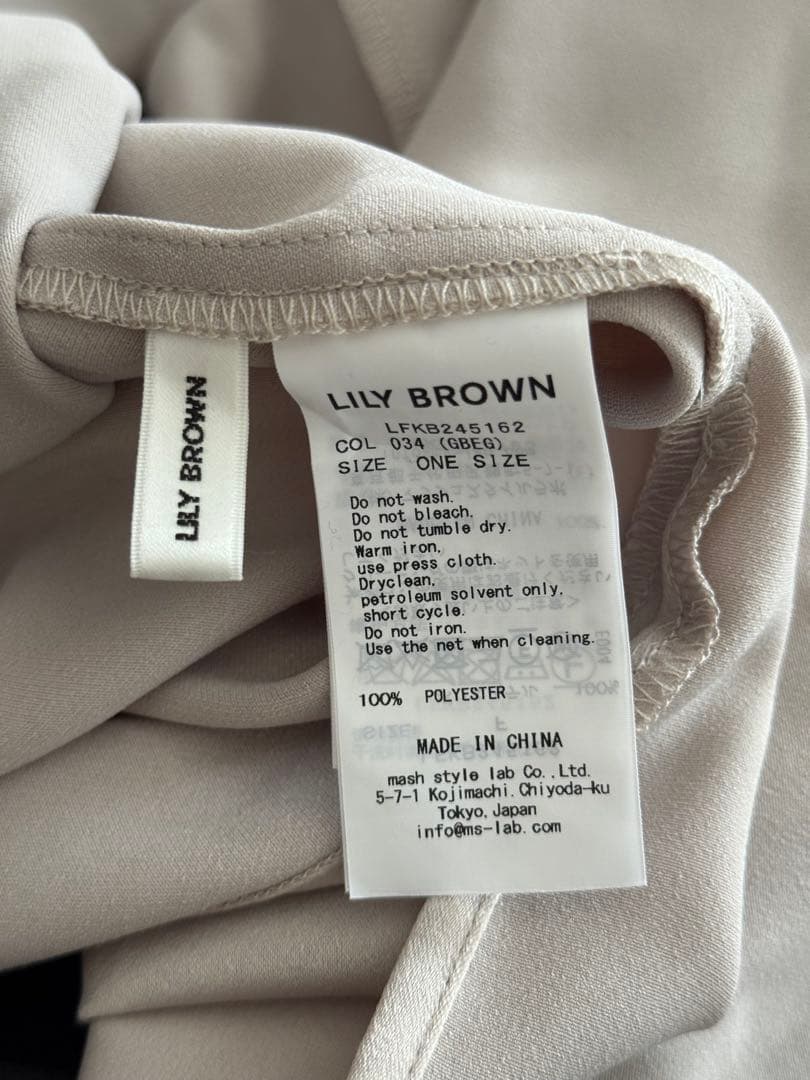 LILY BROWN
LILY BROWN
LFKB245162
COL 034 (GBEG)
SIZE ONE SIZE
Do not wash.
Do not bleach.
Do not tumble dry.
Warm iron,
use press cloth.
Dryclean,
petroleum solvent only,
short cycle.
Do not iron.
Use the net when cleaning.
100% POLYESTER
MADE IN CHINA
mash style lab Co.,Ltd.
5-7-1 Kojimachi,Chiyoda-ku
Tokyo,Japan
info@ms-lab.com